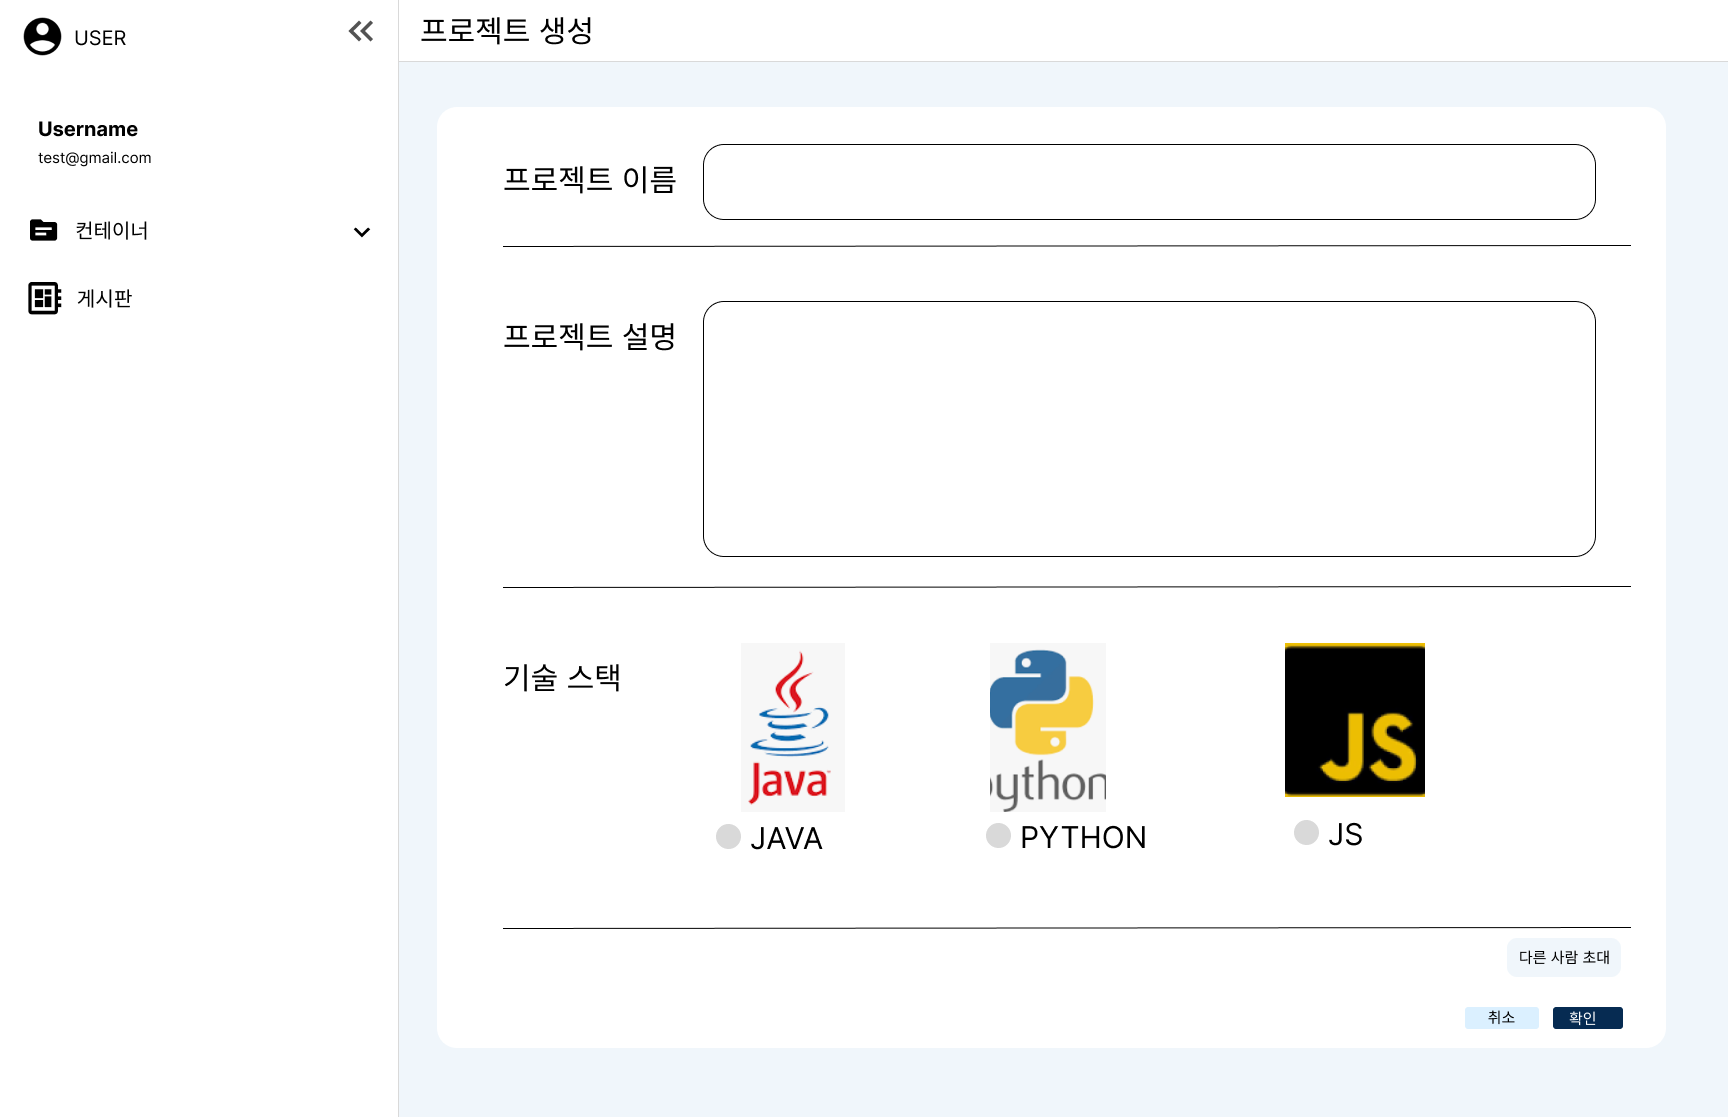 USER
Username
test@gmail.com
컨테이너
게시판
프로젝트 생성
프로젝트 이름
프로젝트 설명
기술 스택
Java
python
JS
JAVA
PYTHON
JS
다른 사람 초대
취소
확인